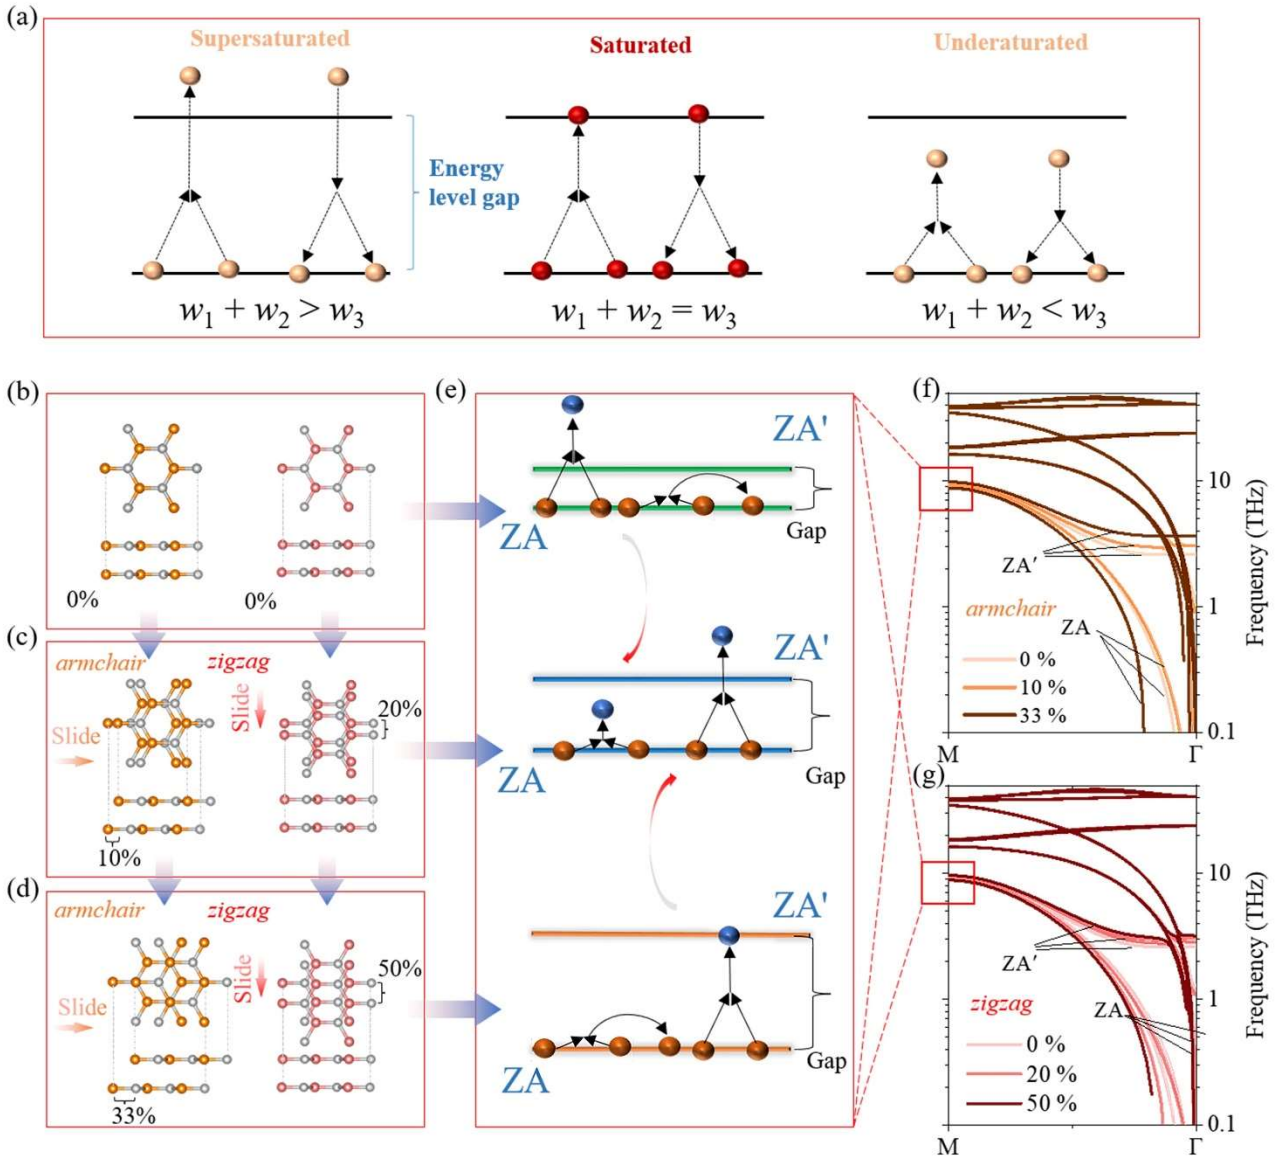 (a)
Supersaturated
Saturated
Underaturated
Energy
level gap
w₁ + w₂ > w₃
w₁ + w₂ = w₃
w₁ + w₂ < w₃
(b)
0%
0%
(c)
armchair
zigzag
Slide
Slide
20%
10%
(d)
armchair
zigzag
Slide
Slide
50%
33%
(e)
ZA'
ZA
Gap
ZA'
ZA
Gap
ZA'
ZA
Gap
(f)
10
1
0.1
Frequency (THz)
ZA'
armchair
ZA
0 %
10 %
33 %
M
Γ
(g)
10
1
0.1
Frequency (THz)
ZA'
zigzag
ZA
0 %
20 %
50 %
M
Γ